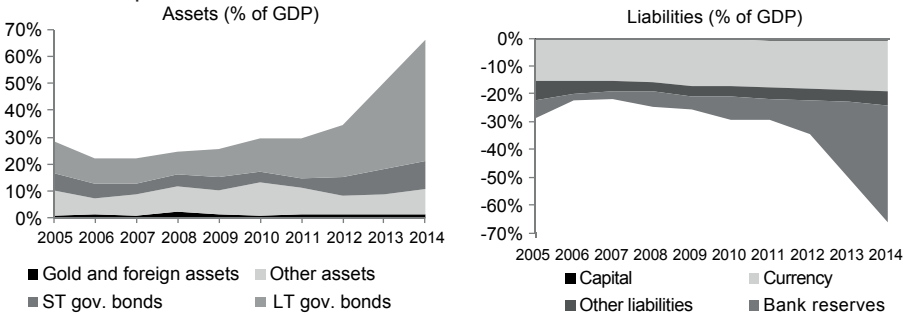 Assets (% of GDP)
70%
60%
50%
40%
30%
20%
10%
0%
2005 2006 2007 2008 2009 2010 2011 2012 2013 2014
■ Gold and foreign assets ■ Other assets
■ ST gov. bonds ■ LT gov. bonds
Liabilities (% of GDP)
0%
-10%
-20%
-30%
-40%
-50%
-60%
-70%
2005 2006 2007 2008 2009 2010 2011 2012 2013 2014
■ Capital ■ Currency
■ Other liabilities ■ Bank reserves